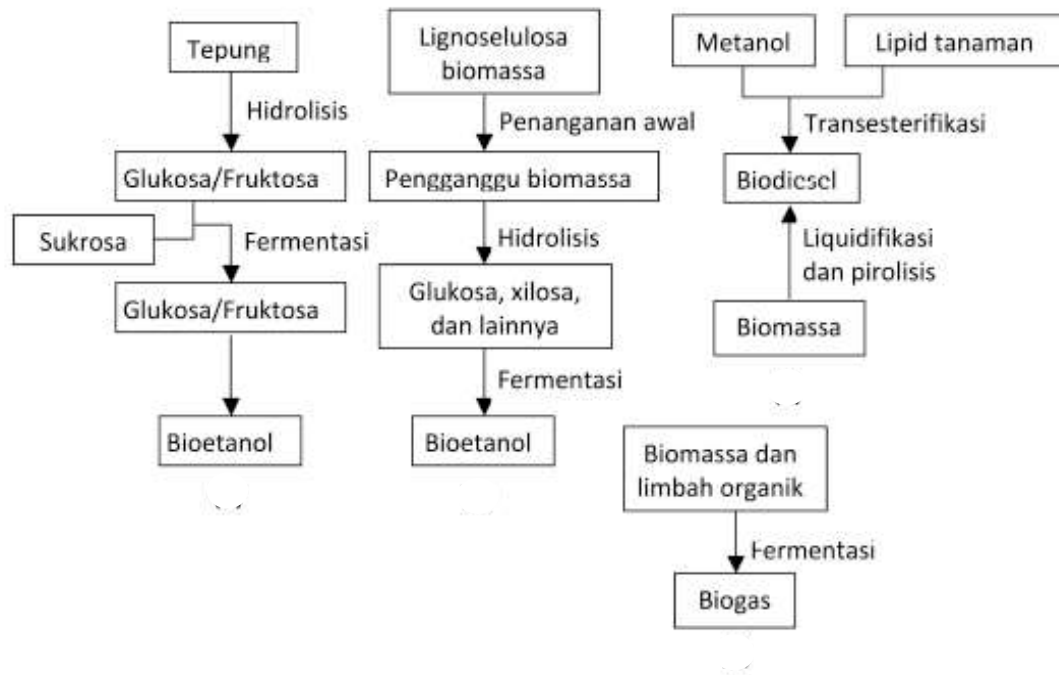 Tepung
Hidrolisis
Glukosa/Fruktosa
Sukrosa
Fermentasi
Glukosa/Fruktosa
Bioetanol
Lignoselulosa
biomassa
Penanganan awal
Pengganggu biomassa
Hidrolisis
Glukosa, xilosa,
dan lainnya
Fermentasi
Bioetanol
Metanol
Lipid tanaman
Transesterifikasi
Biodiesel
Liquidifikasi
dan pirolisis
Biomassa
Biomassa dan
limbah organik
Fermentasi
Biogas